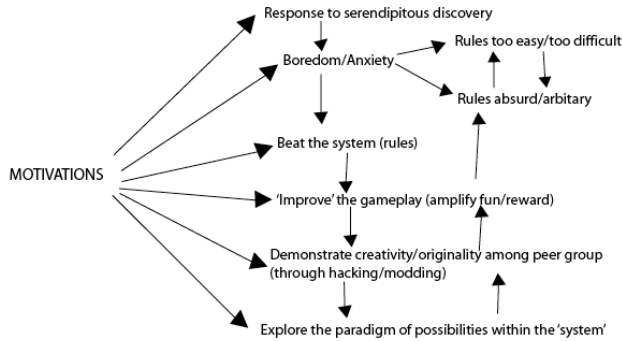 Response to serendipitous discovery
Boredom/Anxiety
Rules too easy/too difficult
Rules absurd/arbitary
Beat the system (rules)
MOTIVATIONS
‘Improve’ the gameplay (amplify fun/reward)
Demonstrate creativity/originality among peer group
(through hacking/modding)
Explore the paradigm of possibilities within the ‘system’